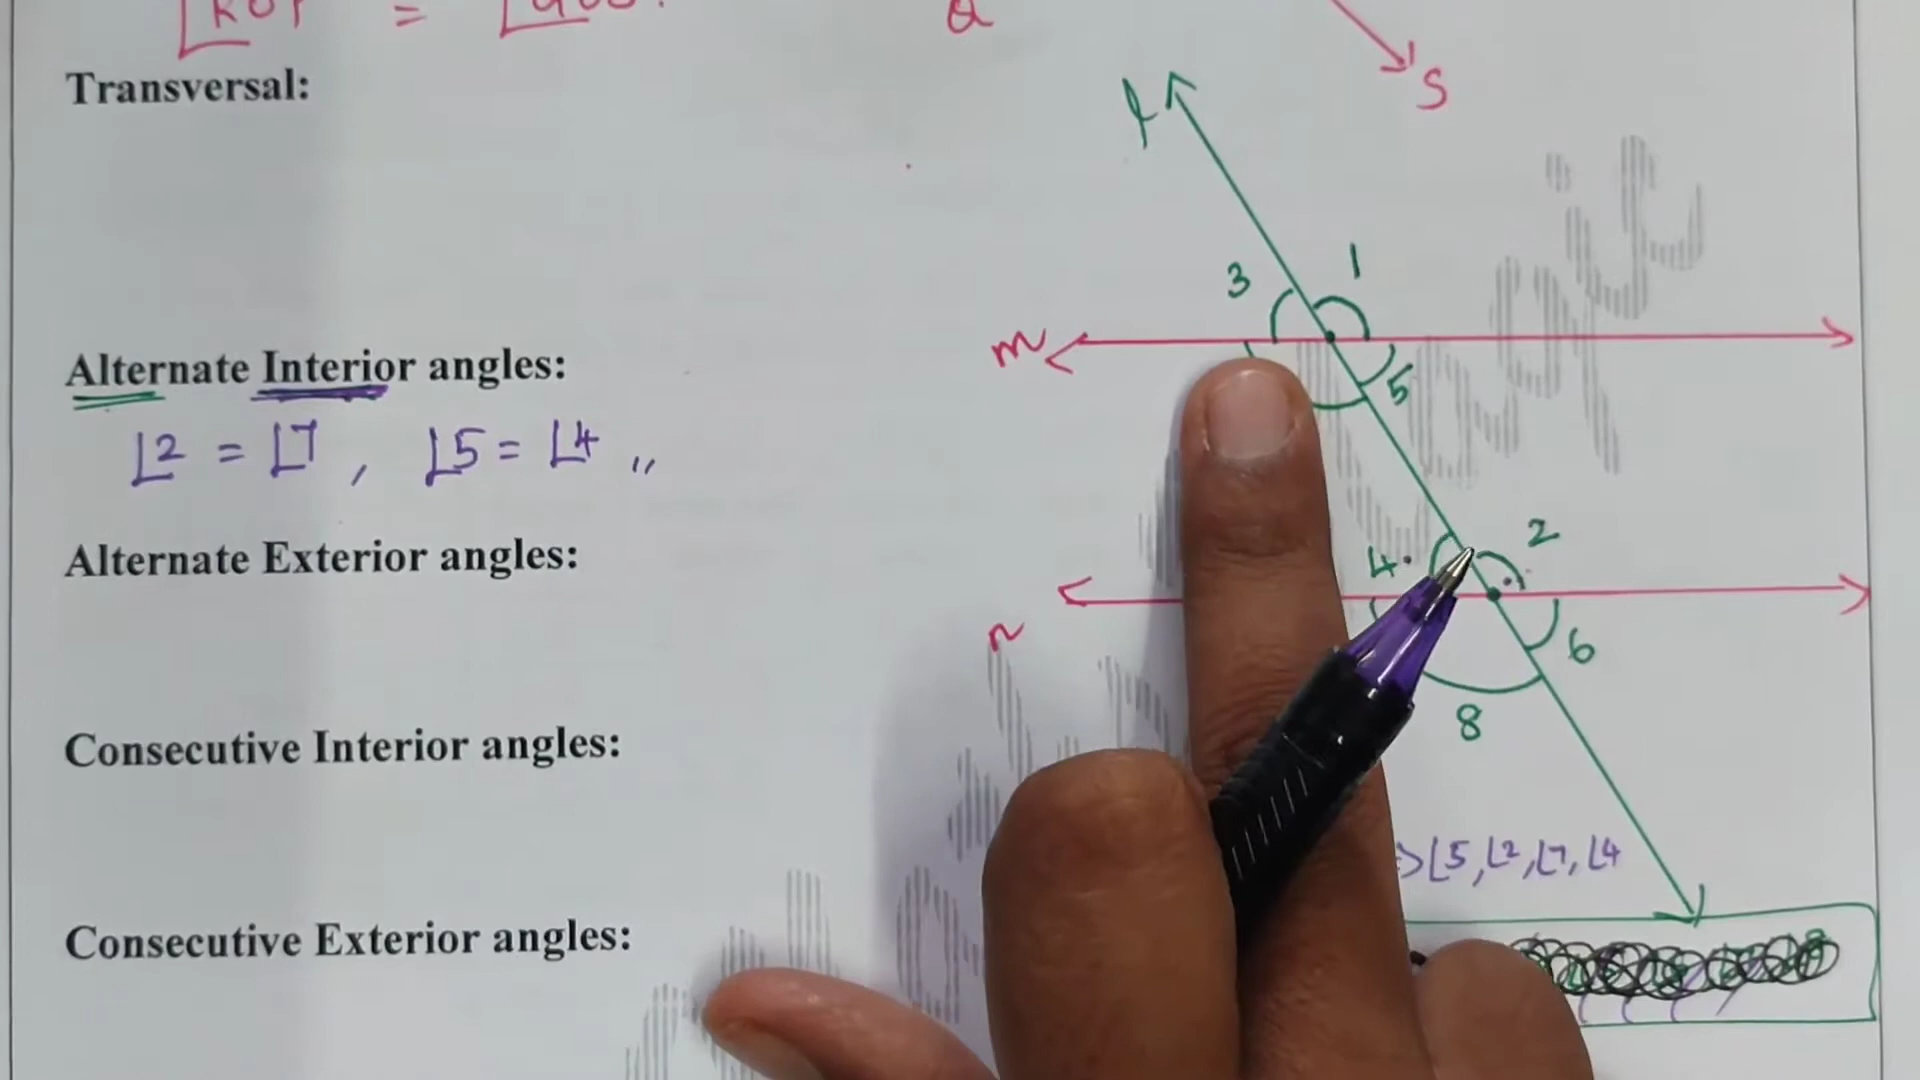 Transversal:
Q
S
l
3 1
m
5
Alternate Interior angles:
∠2 = ∠7 , ∠5 = ∠4 ,,
4 2
Alternate Exterior angles:
n
6
8
Consecutive Interior angles:
=> ∠5, ∠2, ∠7, ∠4
Consecutive Exterior angles: